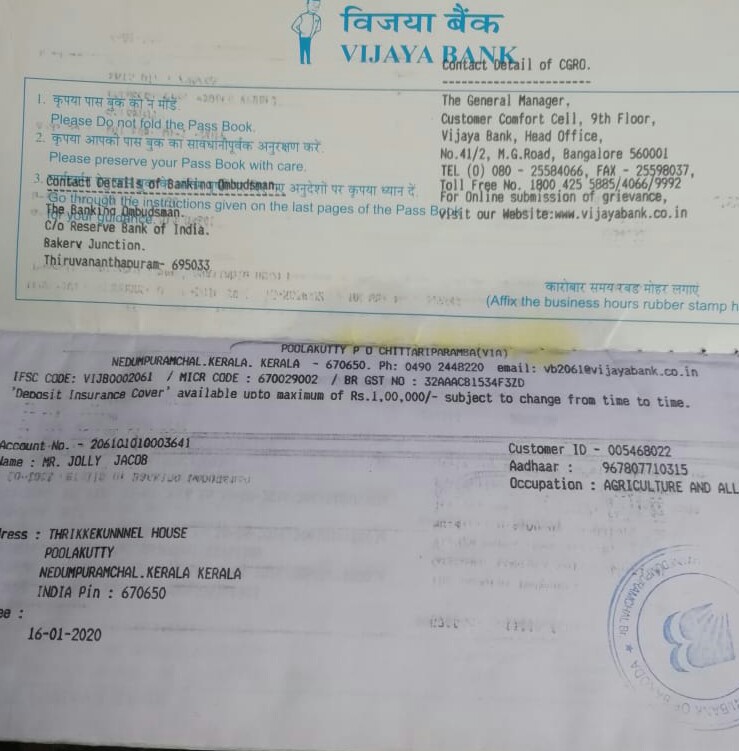 विजया बैंक
VIJAYA BANK
Contact Detail of CGRO.
The General Manager,
Customer Comfort Cell, 9th Floor,
Vijaya Bank, Head Office,
No.41/2, M.G.Road, Bangalore 560001
TEL (O) 080 - 25584066, FAX - 25598037,
Toll Free No. 1800 425 5885/4066/9992
For Online submission of grievance,
visit our Website:www.vijayabank.co.in
1. कृपया पास बुक को न मोडें
Please Do not fold the Pass Book.
2. कृपया आपको पास बुक का सावधानीपूर्वक अनुरक्षण करें.
Please preserve your Pass Book with care.
3. अनुदेशों पर कृपया ध्यान दें.
Go through the instructions given on the last pages of the Pass Book
for your guidance.
Contact Details of Banking Ombudsman.
The Banking Ombudsman.
C/o Reserve Bank of India.
Bakery Junction.
Thiruvananthapuram- 695033
कारोबार समय रबड मोहर लगाएं
(Affix the business hours rubber stamp h
POOLAKUTTY P O CHITTARIPARAMBA(VIA)
NEDUMPURAMCHAL.KERALA. KERALA - 670650. Ph: 0490 2448220 email: vb2061@vijayabank.co.in
IFSC CODE: VIJB0002061 / MICR CODE : 670029002 / BR GST NO : 32AAACB1534F3ZD
'Deposit Insurance Cover' available upto maximum of Rs.1,00,000/- subject to change from time to time.
Account No. - 206101010003641
Name : MR. JOLLY JACOB
Customer ID - 005468022
Aadhaar : 967807710315
Occupation : AGRICULTURE AND ALL
dress : THRIKKEKUNNNEL HOUSE
POOLAKUTTY
NEDUMPURAMCHAL.KERALA KERALA
INDIA Pin : 670650
16-01-2020
BANK OF BARODA